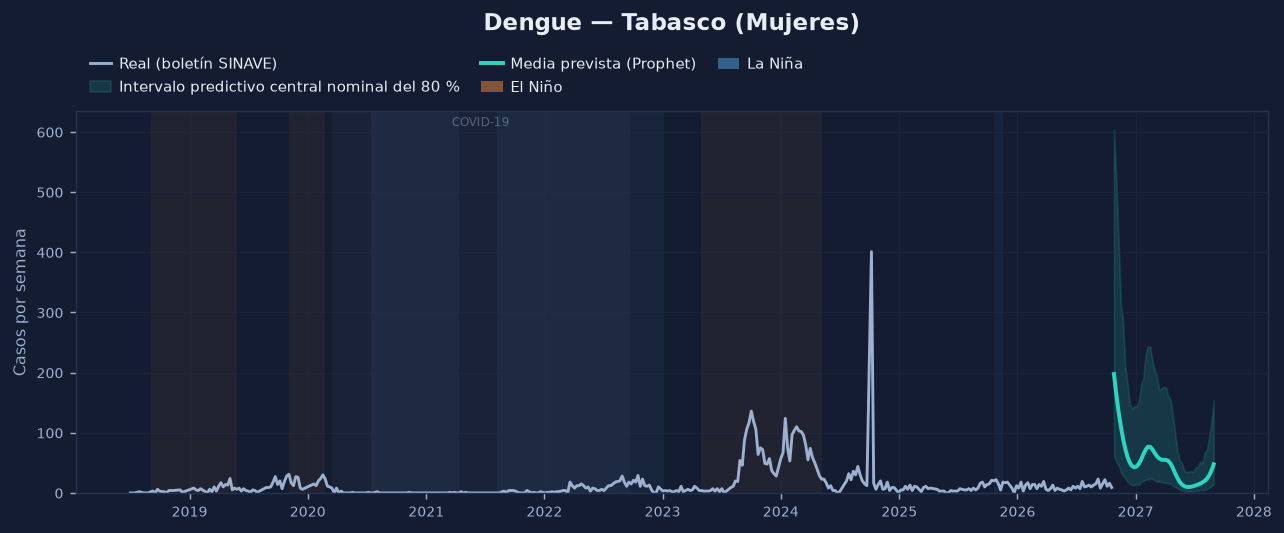 Dengue — Tabasco (Mujeres)
Real (boletín SINAVE)
Media prevista (Prophet)
La Niña
Intervalo predictivo central nominal del 80 %
El Niño
COVID-19
Casos por semana
600
500
400
300
200
100
0
2019 2020 2021 2022 2023 2024 2025 2026 2027 2028